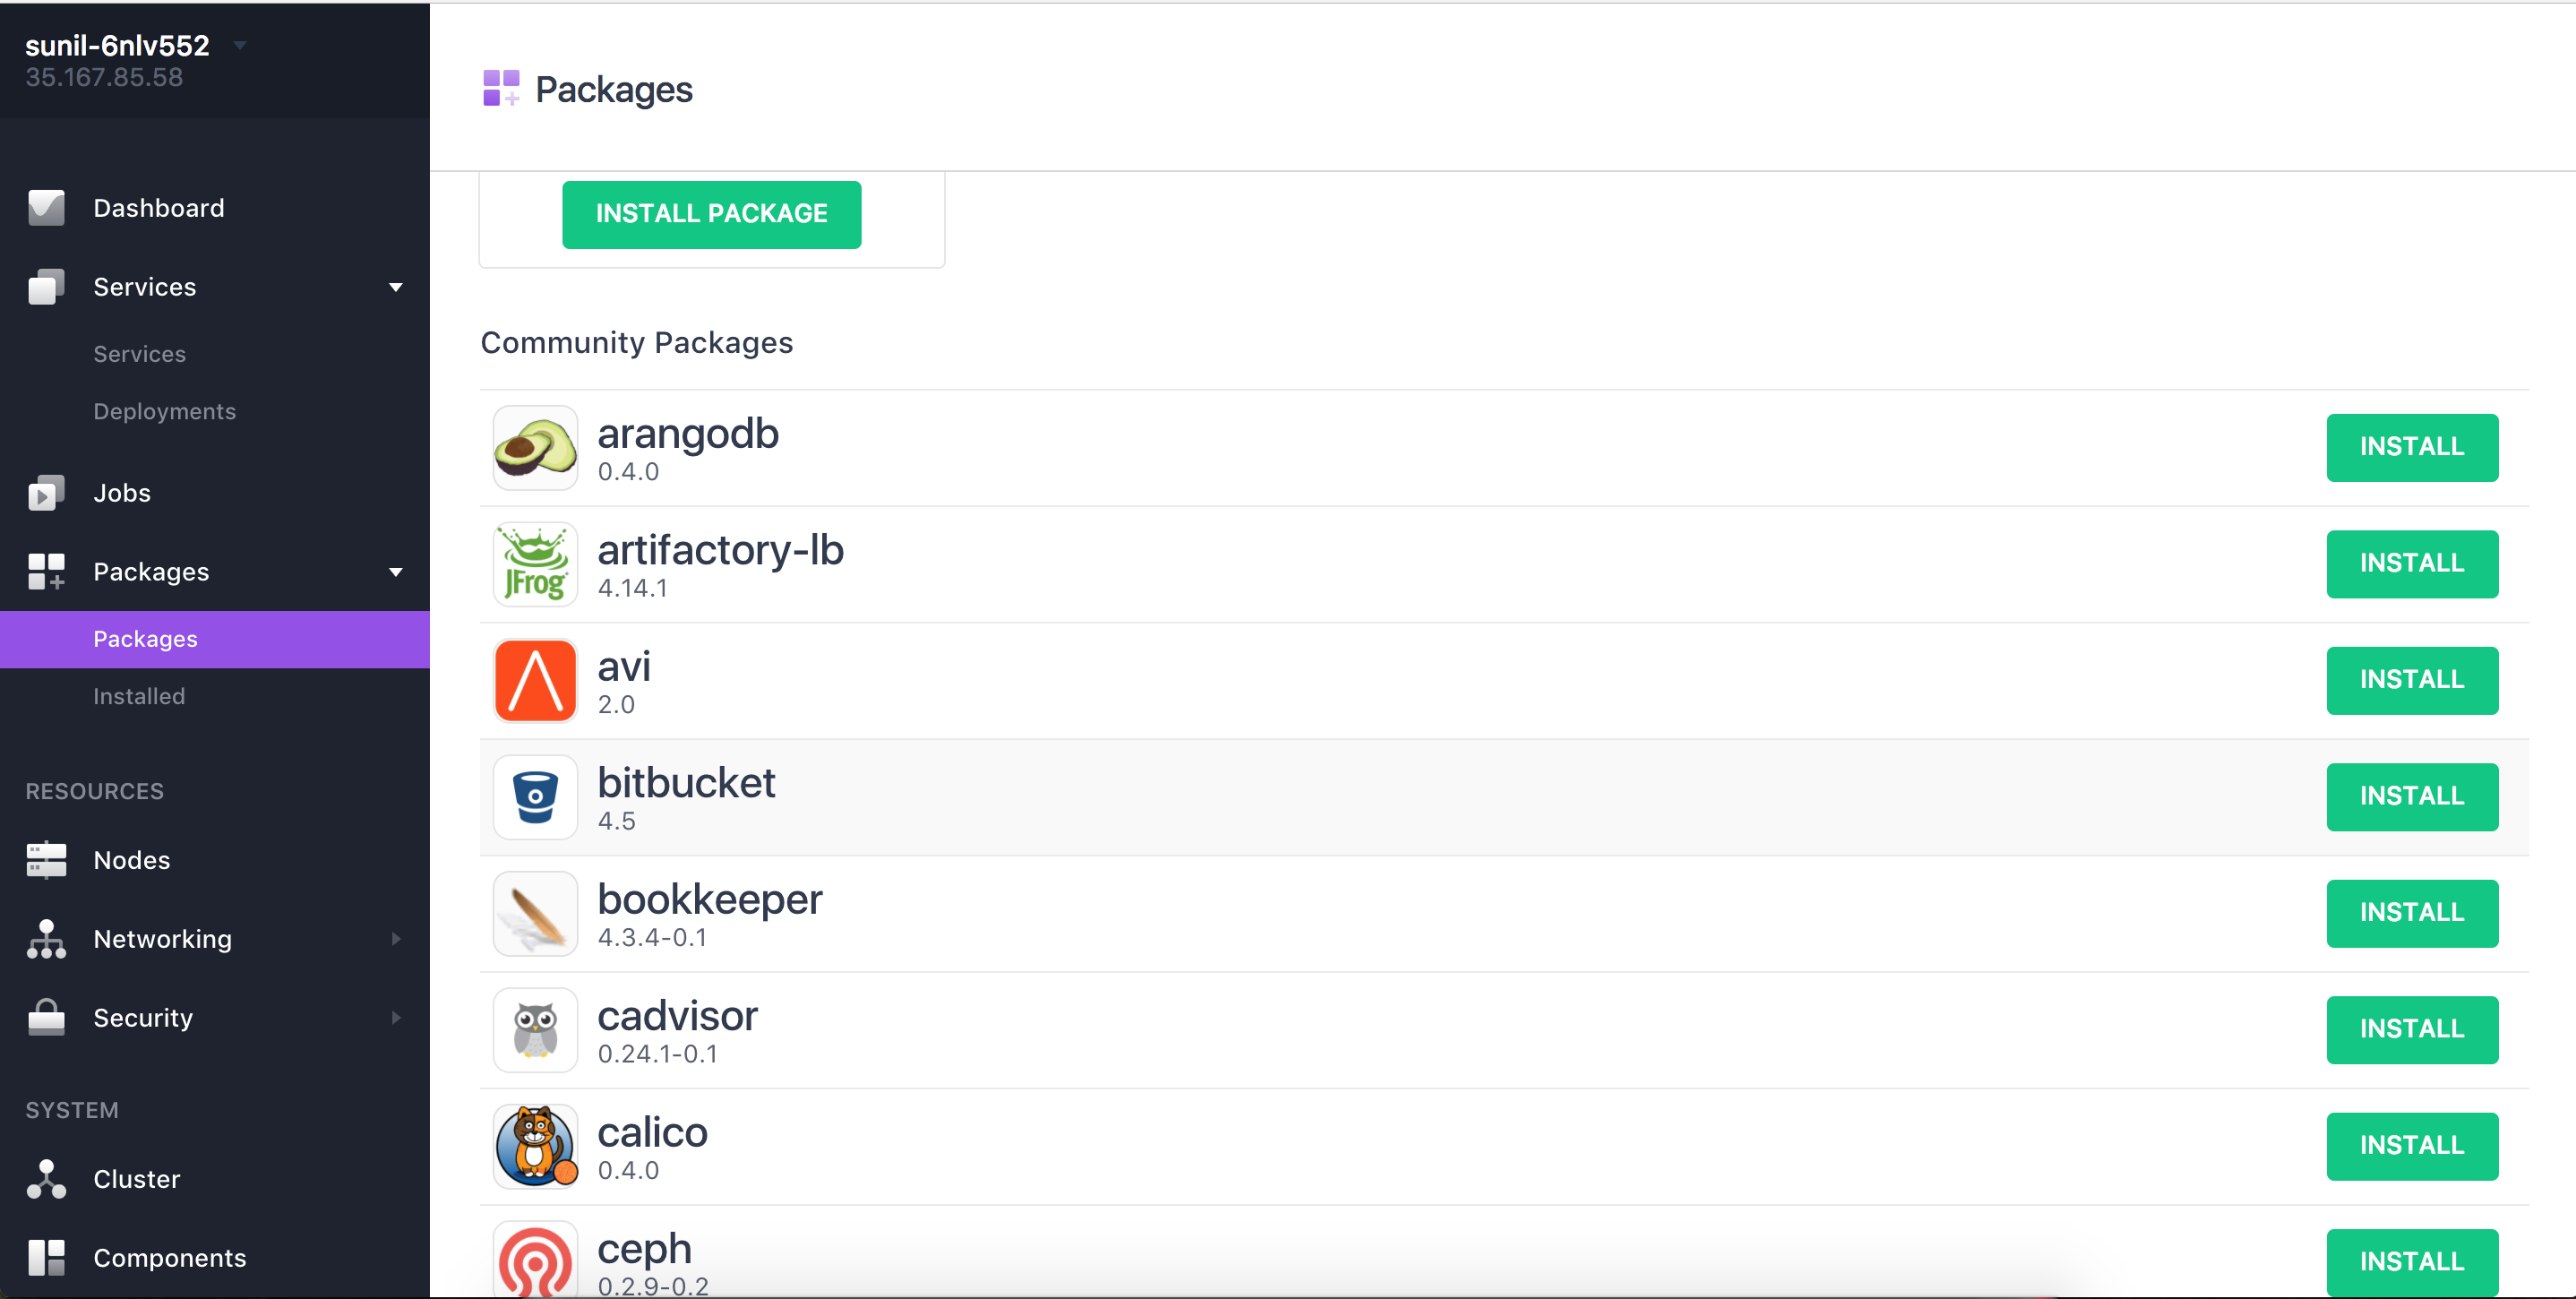 sunil-6nlv552
35.167.85.58
Dashboard
Services
Services
Deployments
Jobs
Packages
Packages
Installed
RESOURCES
Nodes
Networking
Security
SYSTEM
Cluster
Components
Packages
INSTALL PACKAGE
Community Packages
arangodb
0.4.0
INSTALL
JFrog
artifactory-lb
4.14.1
INSTALL
avi
2.0
INSTALL
bitbucket
4.5
INSTALL
bookkeeper
4.3.4-0.1
INSTALL
cadvisor
0.24.1-0.1
INSTALL
calico
0.4.0
INSTALL
ceph
0.2.9-0.2
INSTALL